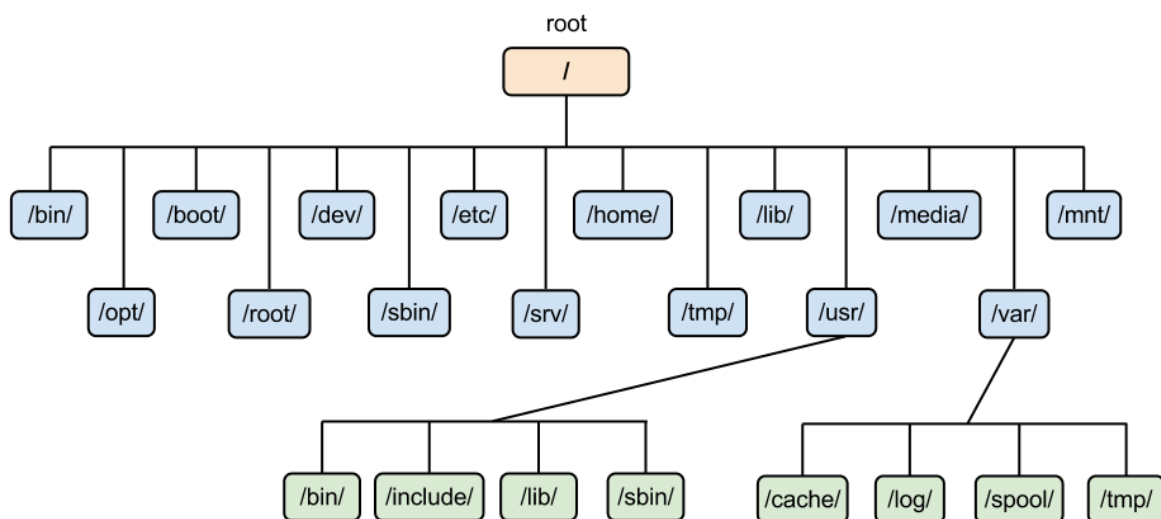 root
/
/bin/ /boot/ /dev/ /etc/ /home/ /lib/ /media/ /mnt/
/opt/ /root/ /sbin/ /srv/ /tmp/ /usr/ /var/
/bin/ /include/ /lib/ /sbin/ /cache/ /log/ /spool/ /tmp/